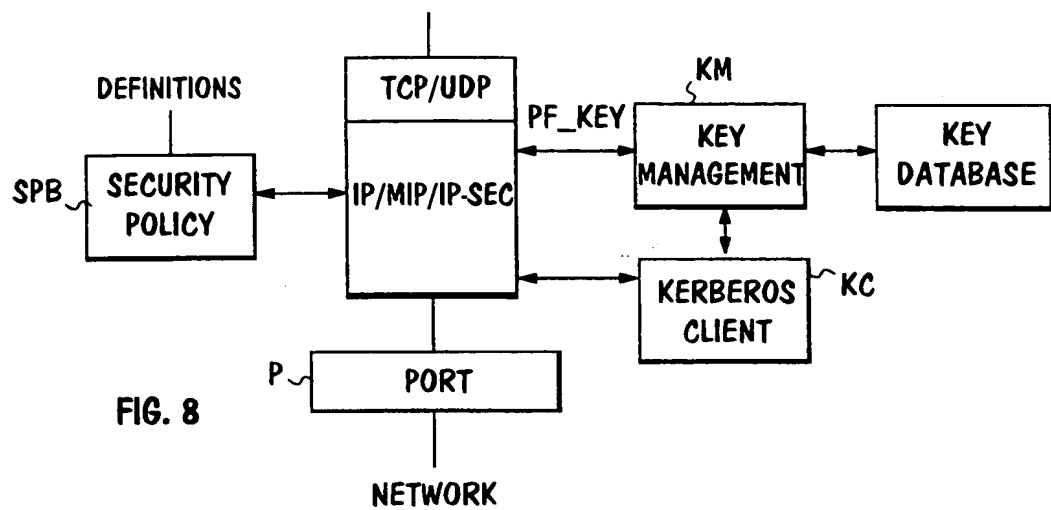 DEFINITIONS
SPB
SECURITY
POLICY
TCP/UDP
IP/MIP/IP-SEC
PF_KEY
KM
KEY
MANAGEMENT
KEY
DATABASE
KERBEROS
CLIENT
KC
P
PORT
FIG. 8
NETWORK